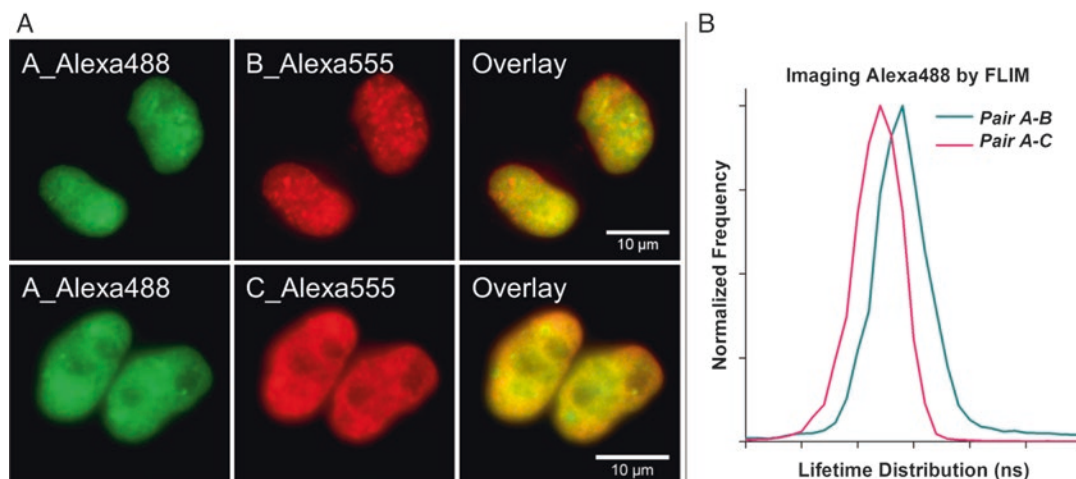 A
A_Alexa488
B_Alexa555
Overlay
10 µm
A_Alexa488
C_Alexa555
Overlay
10 µm
B
Imaging Alexa488 by FLIM
Pair A-B
Pair A-C
Normalized Frequency
Lifetime Distribution (ns)